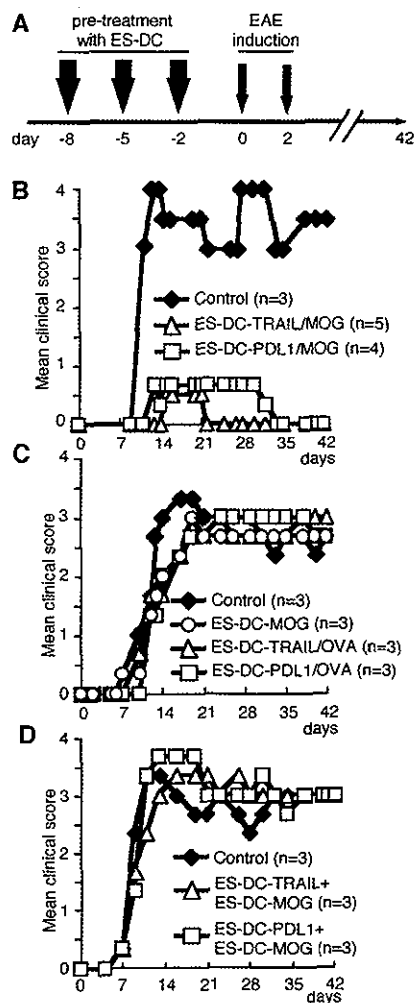 A
pre-treatment with ES-DC
EAE induction
day -8 -5 -2 0 2 42
B
Mean clinical score
4
3
2
1
0
Control (n=3)
ES-DC-TRAIL/MOG (n=5)
ES-DC-PDL1/MOG (n=4)
0 7 14 21 28 35 42
days
C
Mean clinical score
4
3
2
1
0
Control (n=3)
ES-DC-MOG (n=3)
ES-DC-TRAIL/OVA (n=3)
ES-DC-PDL1/OVA (n=3)
0 7 14 21 28 35 42
days
D
Mean clinical score
4
3
2
1
0
Control (n=3)
ES-DC-TRAIL+
ES-DC-MOG (n=3)
ES-DC-PDL1+
ES-DC-MOG (n=3)
0 7 14 21 28 35 42
days